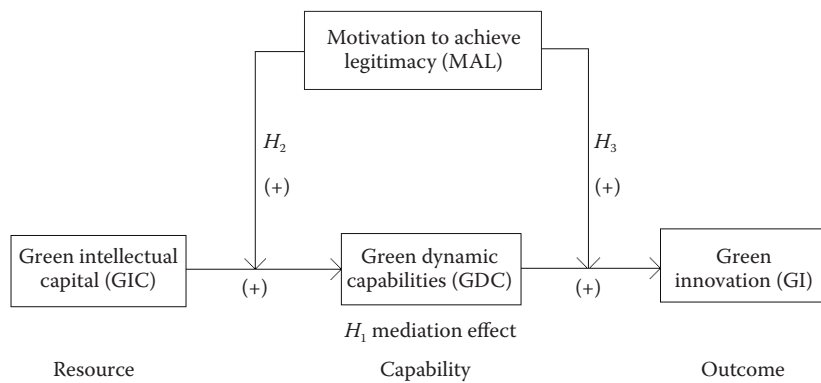 Motivation to achieve
legitimacy (MAL)
H₂
(+)
H₃
(+)
Green intellectual
capital (GIC)
(+)
Green dynamic
capabilities (GDC)
(+)
Green
innovation (GI)
H₁ mediation effect
Resource
Capability
Outcome